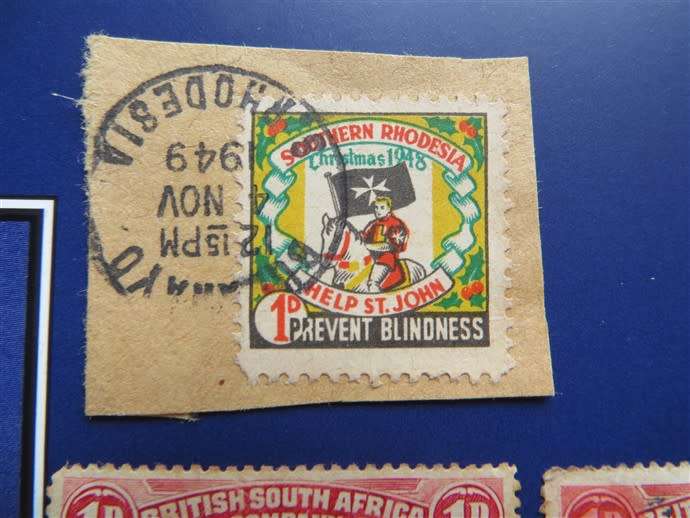 SOUTHERN RHODESIA
Christmas 1948
HELP ST. JOHN
1D PREVENT BLINDNESS
12 15PM
4 NOV
1949
RHODESIA
1D BRITISH SOUTH AFRICA 1D